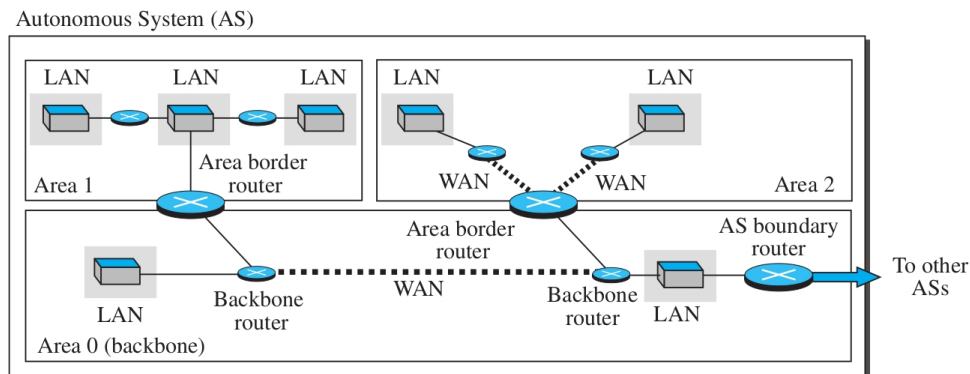 Autonomous System (AS)
LAN
LAN
LAN
Area border
router
Area 1
LAN
LAN
WAN
WAN
Area 2
Area border
router
AS boundary
router
To other
ASs
LAN
Backbone
router
WAN
Backbone
router
LAN
Area 0 (backbone)